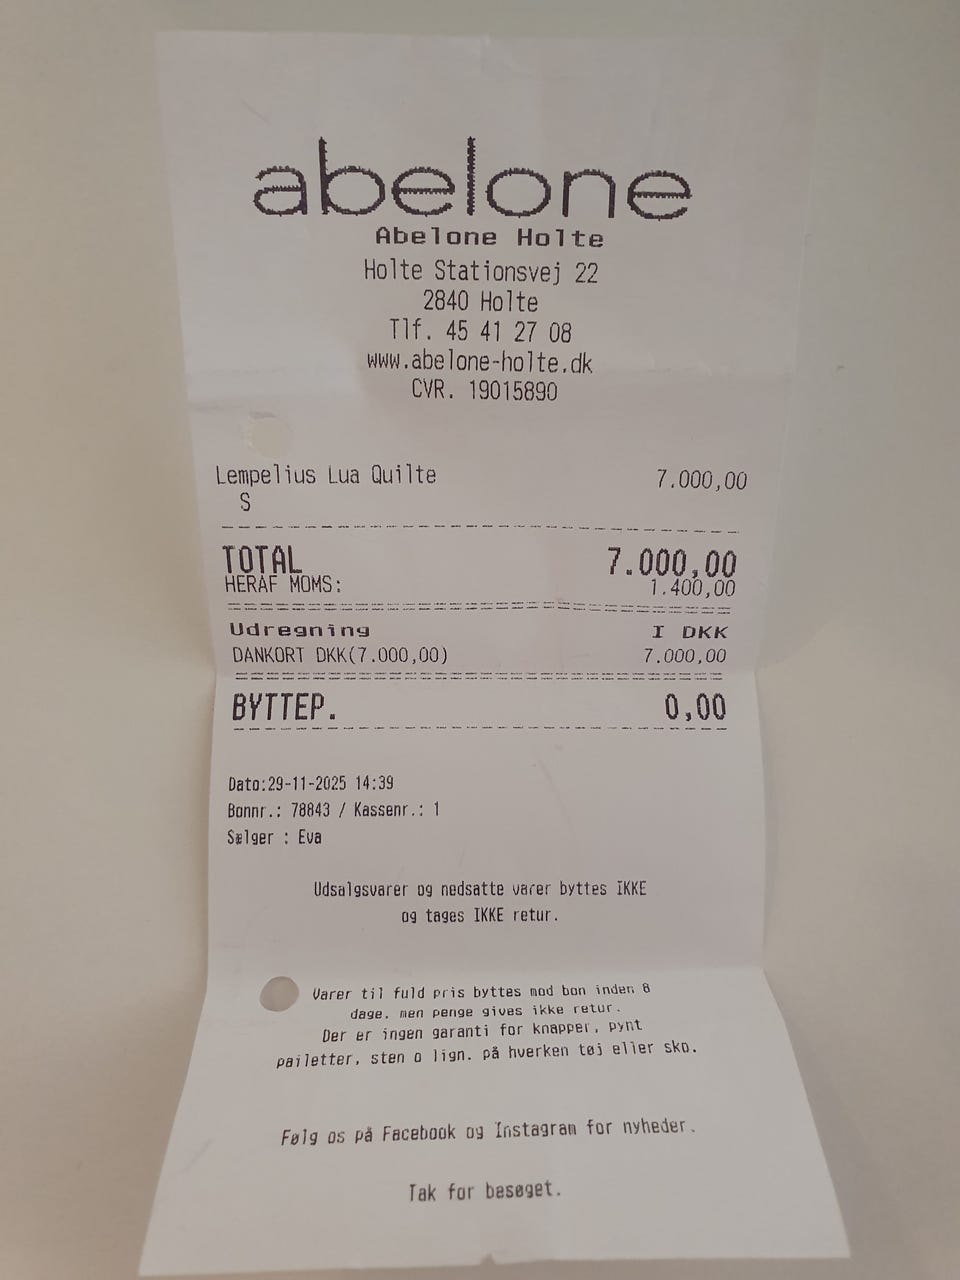 abelone
Abelone Holte
Holte Stationsvej 22
2840 Holte
Tlf. 45 41 27 08
www.abelone-holte.dk
CVR. 19015890
Lempelius Lua Quilte 7.000,00
S
TOTAL 7.000,00
HERAF MOMS: 1.400,00
Udregning I DKK
DANKORT DKK(7.000,00) 7.000,00
BYTTEP. 0,00
Dato:29-11-2025 14:39
Bonnr.: 78843 / Kassenr.: 1
Sælger : Eva
Udsalgsvarer og nedsatte varer byttes IKKE
og tages IKKE retur.
Varer til fuld pris byttes mod bon inden 8
dage, men penge gives ikke retur.
Der er ingen garanti for knapper, pynt
pailetter, sten o lign. på hverken tøj eller sko.
Følg os på Facebook og Instagram for nyheder.
Tak for besøget.